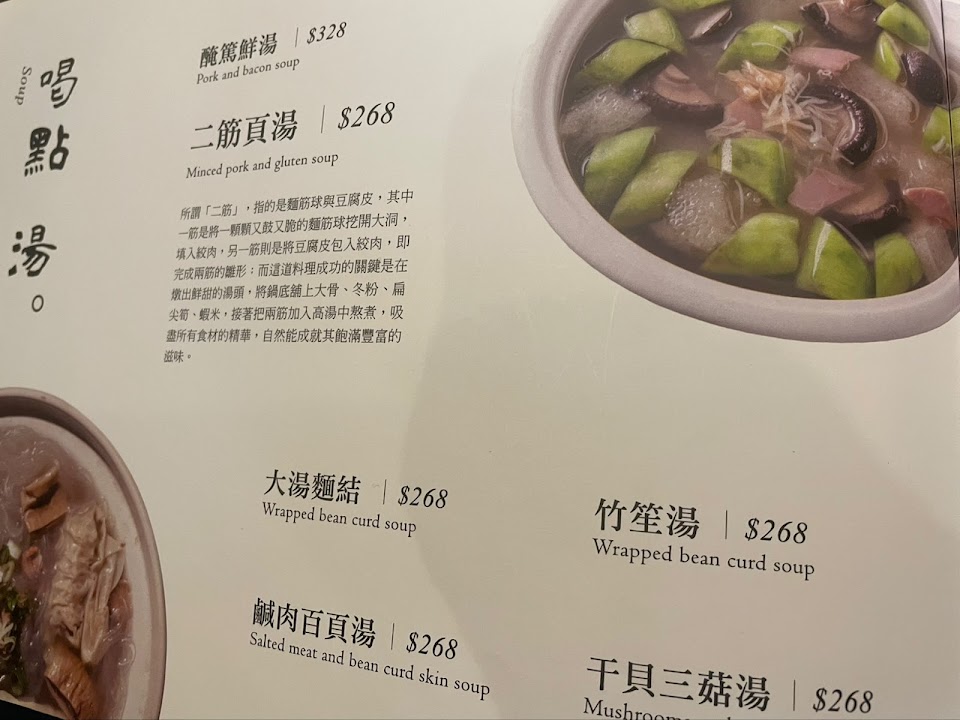 喝點湯。
Soup
醃篤鮮湯 | $328
Pork and bacon soup
二筋頁湯 | $268
Minced pork and gluten soup
所謂「二筋」，指的是麵筋球與豆腐皮，其中
一筋是將一顆顆又鼓又脆的麵筋球挖開大洞，
填入絞肉，另一筋則是將豆腐皮包入絞肉，即
完成兩筋的雛形；而這道料理成功的關鍵是在
燉出鮮甜的湯頭，將鍋底舖上大骨、冬粉、扁
尖筍、蝦米，接著把兩筋加入高湯中熬煮，吸
盡所有食材的精華，自然能成就其飽滿豐富的
滋味。
大湯麵結 | $268
Wrapped bean curd soup
鹹肉百頁湯 | $268
Salted meat and bean curd skin soup
竹笙湯 | $268
Wrapped bean curd soup
干貝三菇湯 | $268